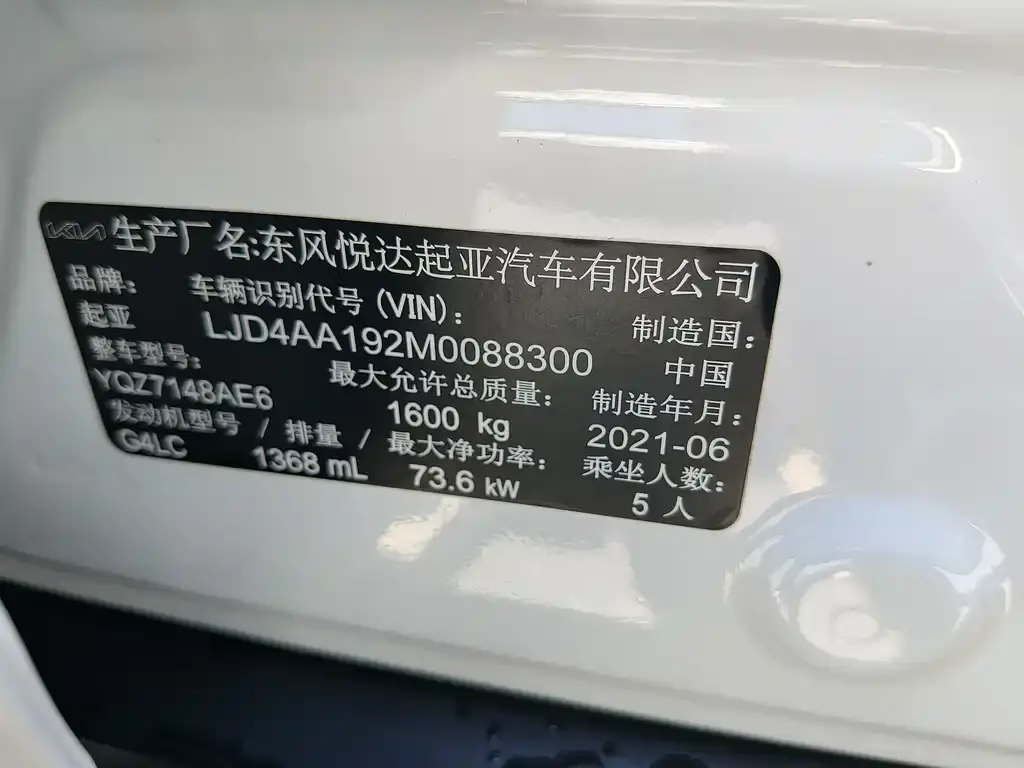 KIA 生产厂名:东风悦达起亚汽车有限公司
品牌: 车辆识别代号 (VIN): 制造国:
起亚 LJD4AA192M0088300 中国
整车型号: 最大允许总质量: 制造年月:
YQZ7148AE6 1600 kg 2021-06
发动机型号 / 排量 / 最大净功率: 乘坐人数:
G4LC 1368 mL 73.6 kW 5 人